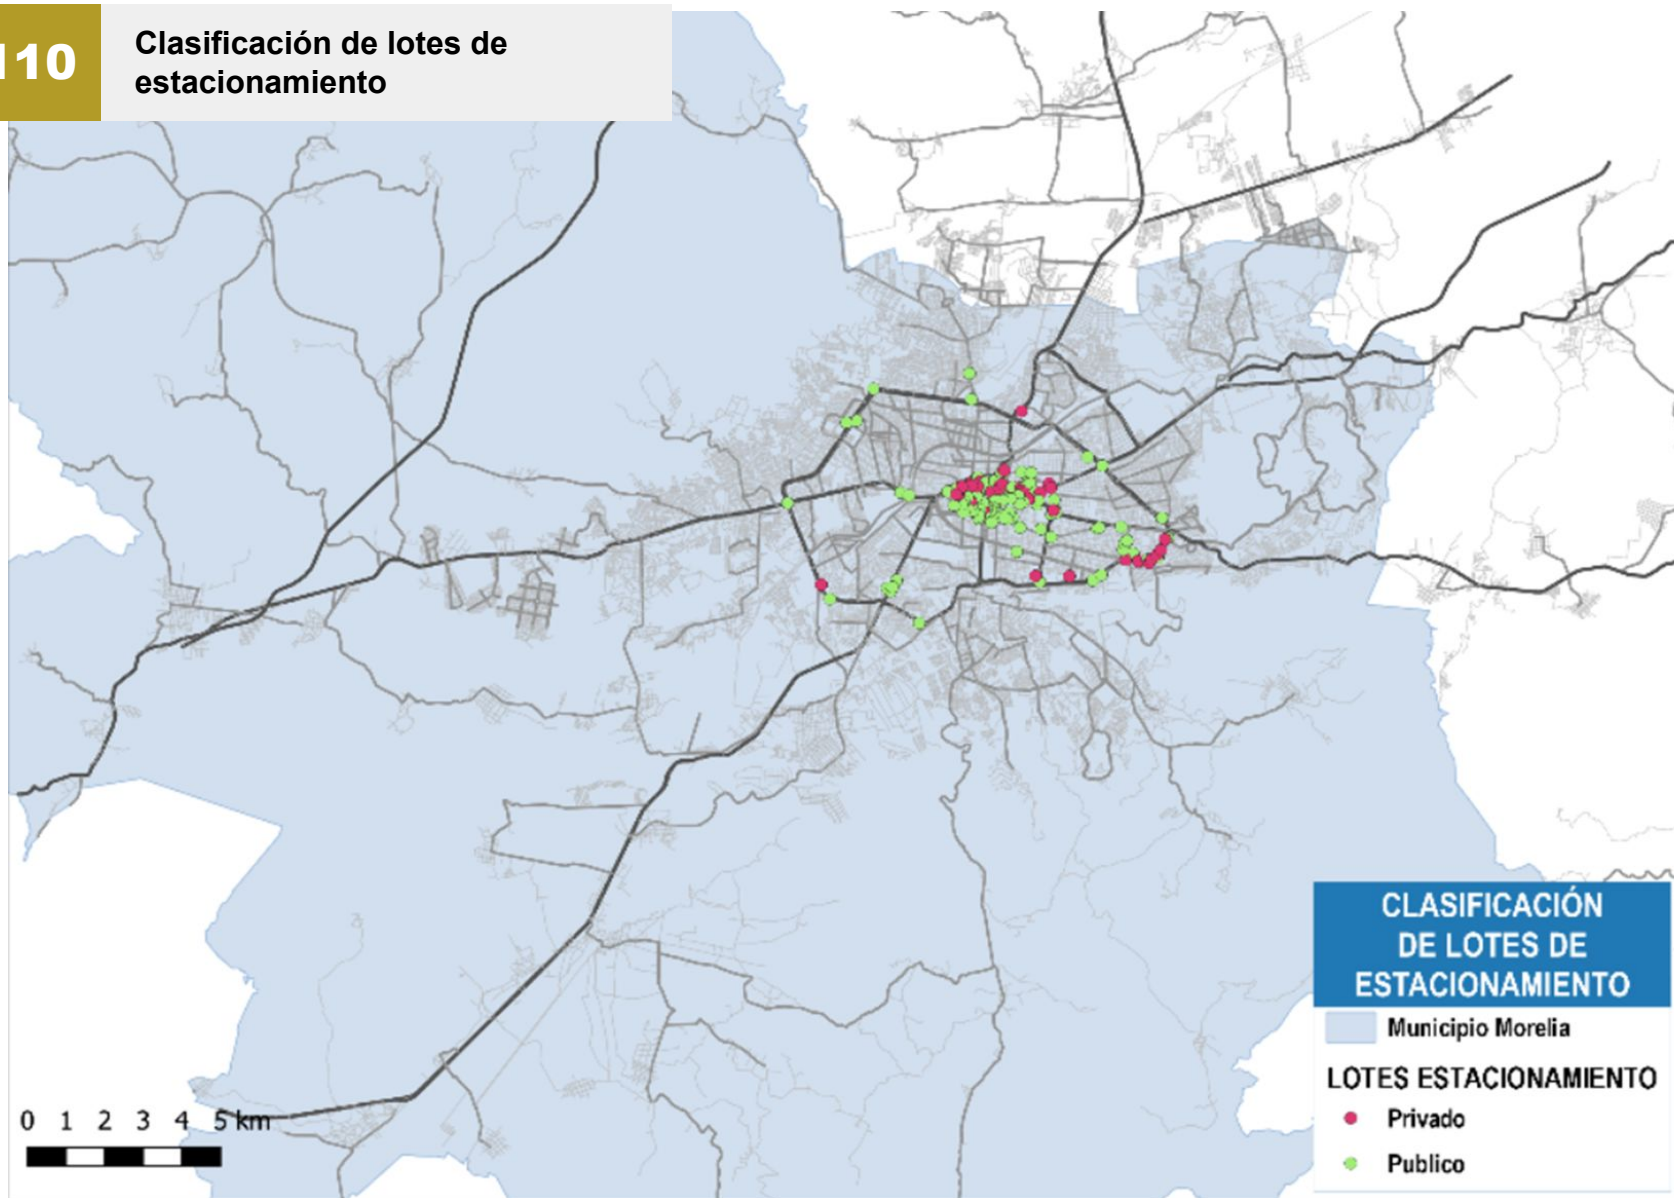 110
Clasificación de lotes de
estacionamiento
CLASIFICACIÓN
DE LOTES DE
ESTACIONAMIENTO
Municipio Morelia
LOTES ESTACIONAMIENTO
Privado
Publico
0 1 2 3 4 5 km